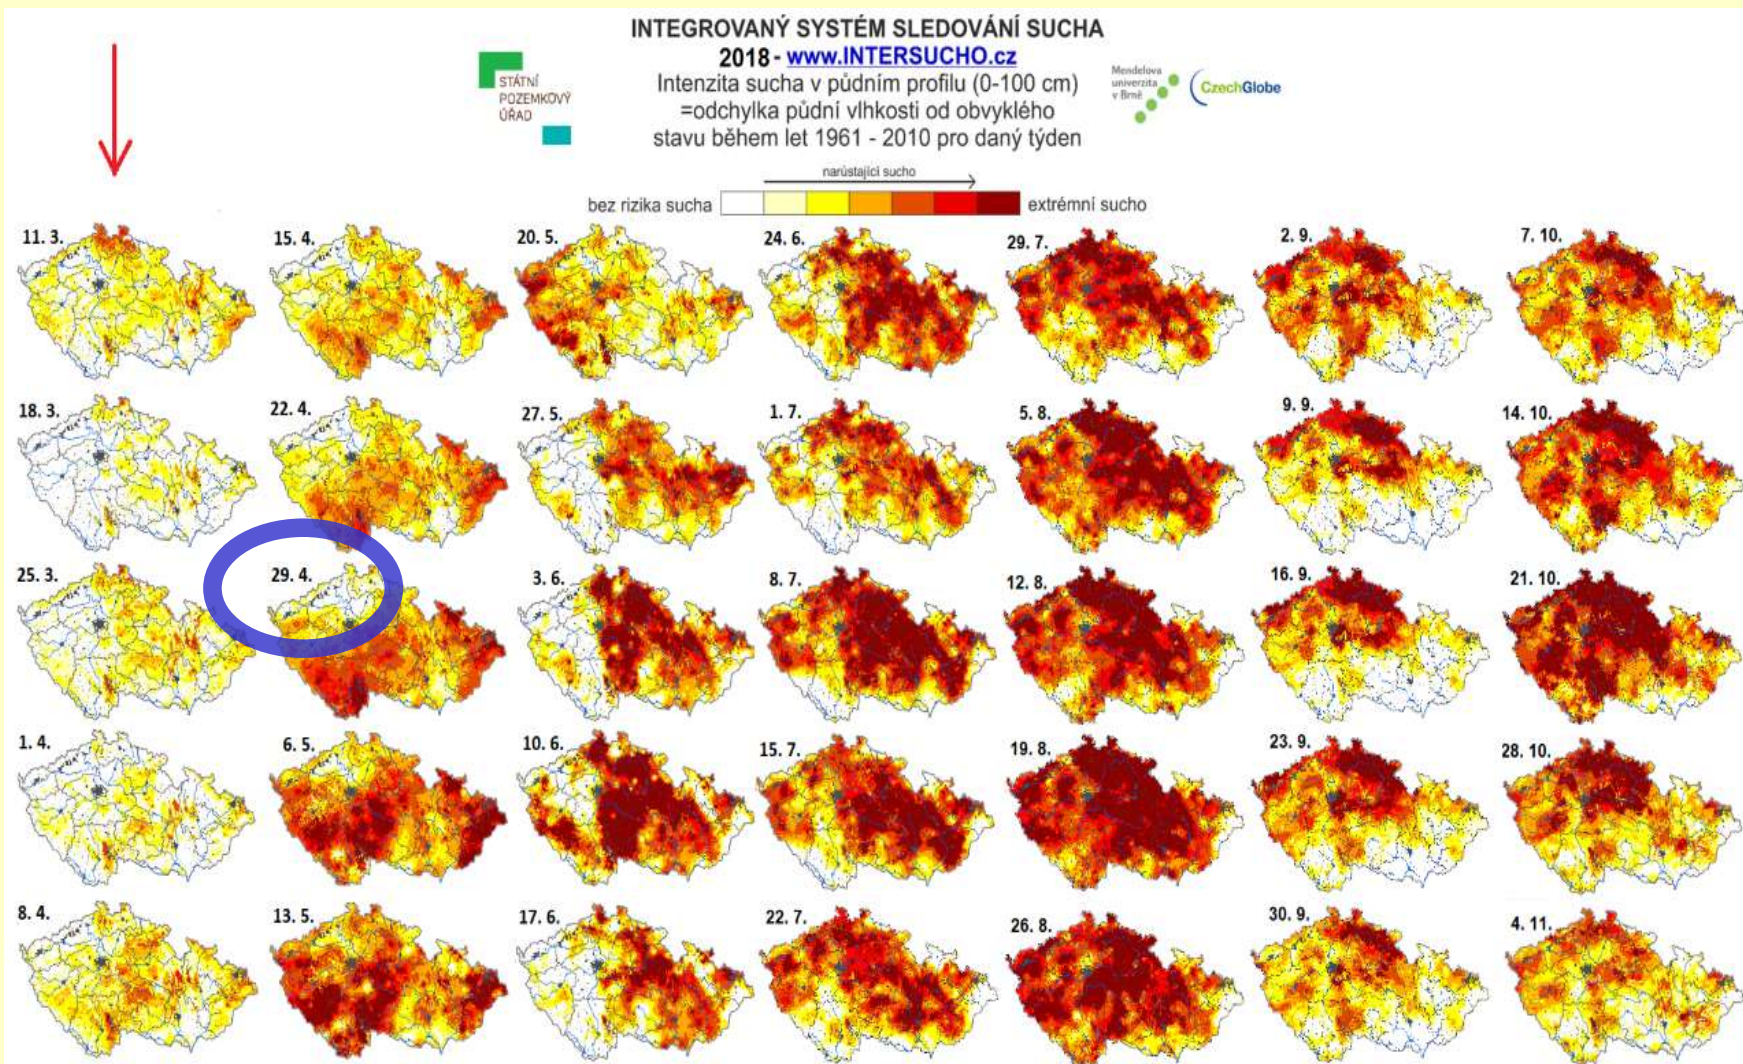 INTEGROVANÝ SYSTÉM SLEDOVÁNÍ SUCHA
2018 - www.INTERSUCHO.cz
Intenzita sucha v půdním profilu (0-100 cm)
=odchylka půdní vlhkosti od obvyklého
stavu během let 1961 - 2010 pro daný týden
STÁTNÍ
POZEMKOVÝ
ÚŘAD
Mendelova
univerzita
v Brně
CzechGlobe
narůstající sucho
bez rizika sucha
extrémní sucho
11. 3.
15. 4.
20. 5.
24. 6.
29. 7.
2. 9.
7. 10.
18. 3.
22. 4.
27. 5.
1. 7.
5. 8.
9. 9.
14. 10.
25. 3.
29. 4.
3. 6.
8. 7.
12. 8.
16. 9.
21. 10.
1. 4.
6. 5.
10. 6.
15. 7.
19. 8.
23. 9.
28. 10.
8. 4.
13. 5.
17. 6.
22. 7.
26. 8.
30. 9.
4. 11.